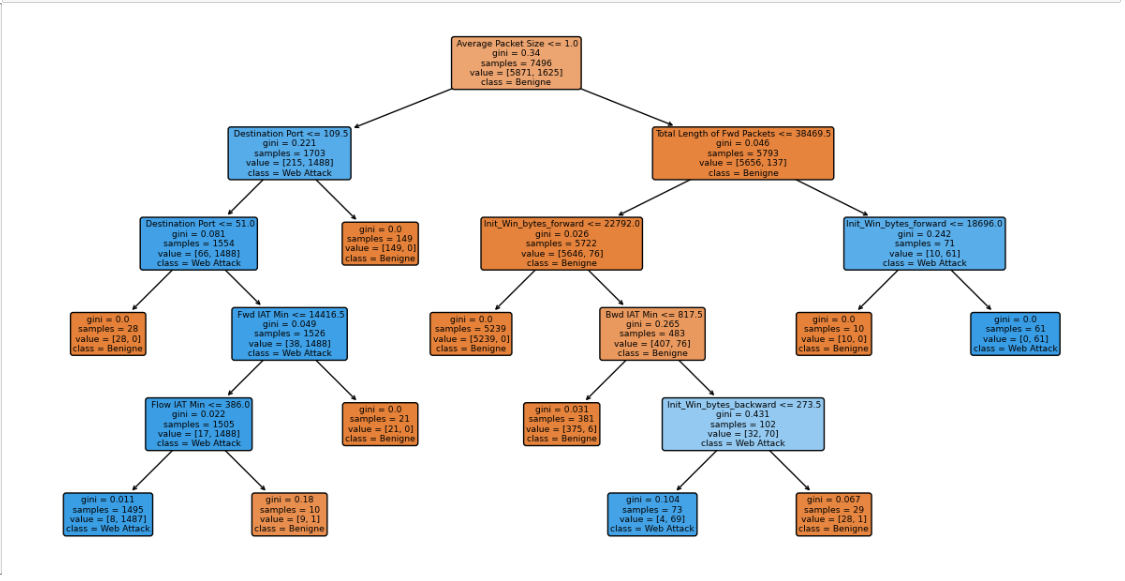 Average Packet Size <= 1.0
gini = 0.34
samples = 7496
value = [5871, 1625]
class = Benigne
Destination Port <= 109.5
gini = 0.221
samples = 1703
value = [215, 1488]
class = Web Attack
Total Length of Fwd Packets <= 38469.5
gini = 0.046
samples = 5793
value = [5656, 137]
class = Benigne
Destination Port <= 51.0
gini = 0.081
samples = 1554
value = [66, 1488]
class = Web Attack
gini = 0.0
samples = 149
value = [149, 0]
class = Benigne
Init_Win_bytes_forward <= 22792.0
gini = 0.026
samples = 5722
value = [5646, 76]
class = Benigne
Init_Win_bytes_forward <= 18696.0
gini = 0.242
samples = 71
value = [10, 61]
class = Web Attack
gini = 0.0
samples = 28
value = [28, 0]
class = Benigne
Fwd IAT Min <= 14416.5
gini = 0.049
samples = 1526
value = [38, 1488]
class = Web Attack
gini = 0.0
samples = 5239
value = [5239, 0]
class = Benigne
Bwd IAT Min <= 817.5
gini = 0.265
samples = 483
value = [407, 76]
class = Benigne
gini = 0.0
samples = 10
value = [10, 0]
class = Benigne
gini = 0.0
samples = 61
value = [0, 61]
class = Web Attack
Flow IAT Min <= 386.0
gini = 0.022
samples = 1505
value = [17, 1488]
class = Web Attack
gini = 0.0
samples = 21
value = [21, 0]
class = Benigne
gini = 0.031
samples = 381
value = [375, 6]
class = Benigne
Init_Win_bytes_backward <= 273.5
gini = 0.431
samples = 102
value = [32, 70]
class = Web Attack
gini = 0.011
samples = 1495
value = [8, 1487]
class = Web Attack
gini = 0.18
samples = 10
value = [9, 1]
class = Benigne
gini = 0.104
samples = 73
value = [4, 69]
class = Web Attack
gini = 0.067
samples = 29
value = [28, 1]
class = Benigne